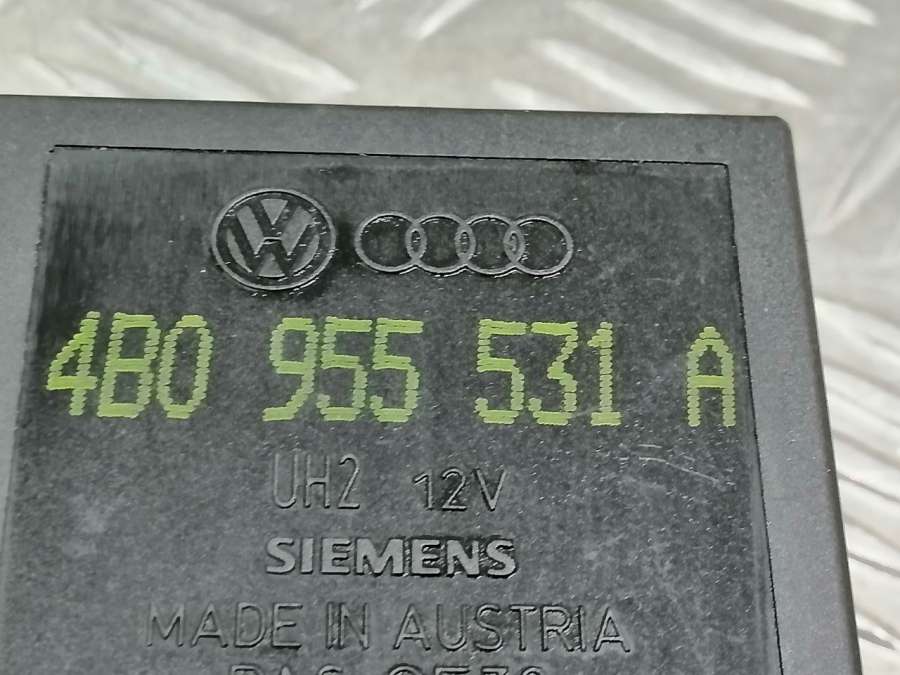 4B0 955 531 A
UH2 12V
SIEMENS
MADE IN AUSTRIA